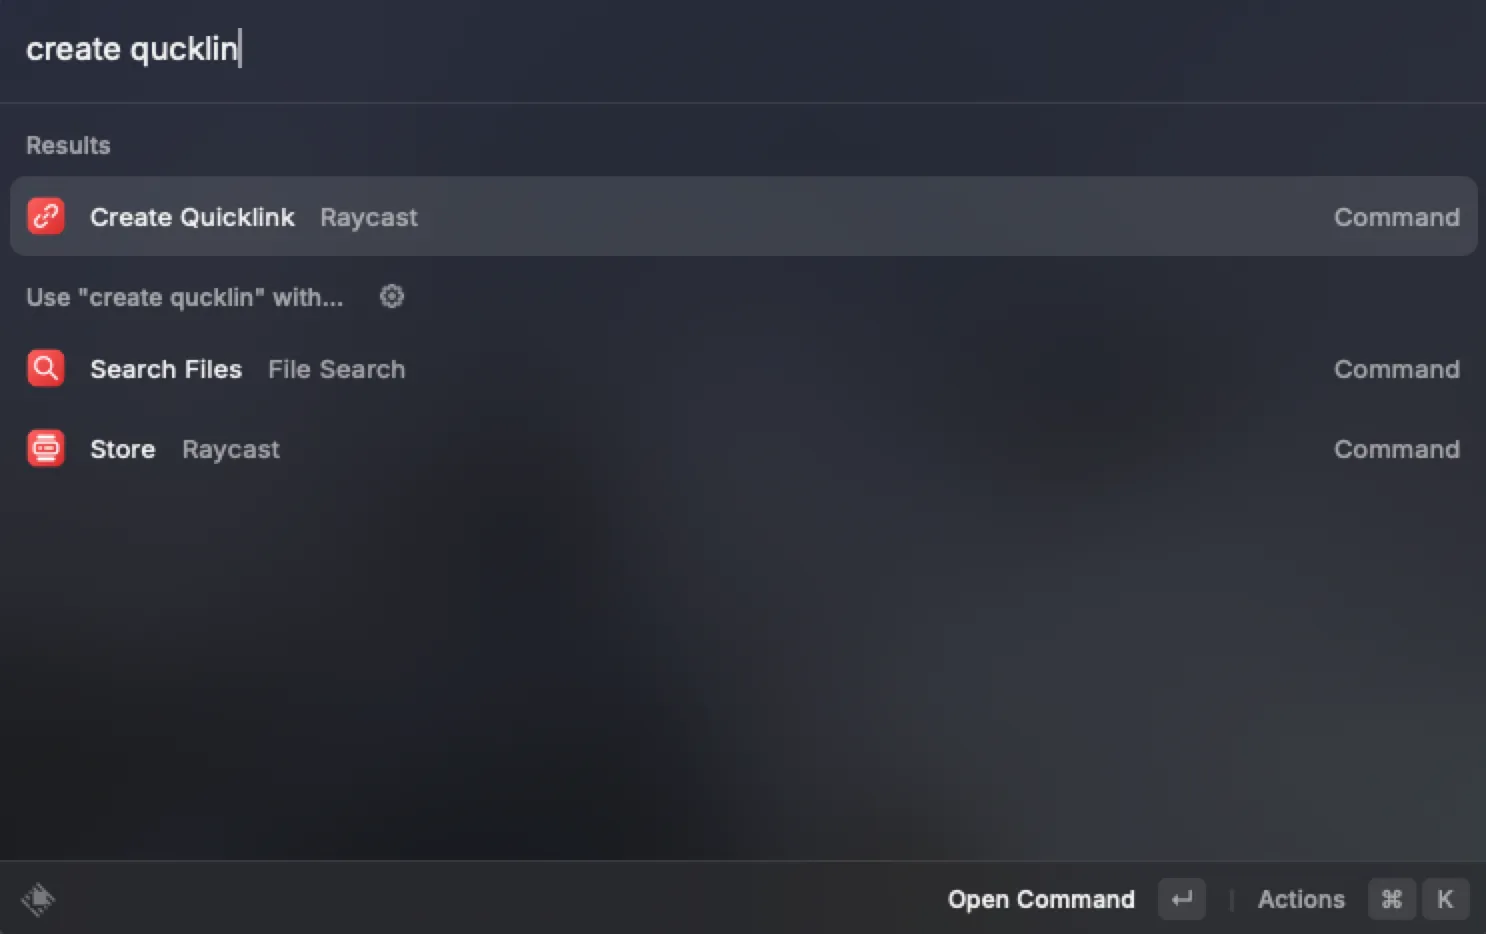 create qucklin
Results
Create Quicklink Raycast Command
Use "create qucklin" with...
Search Files File Search Command
Store Raycast Command
Open Command ↵ | Actions ⌘ K